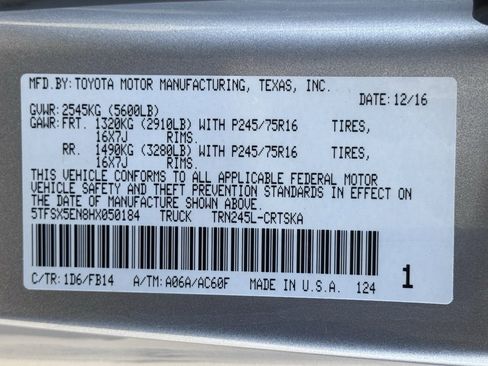 MFD.BY:TOYOTA MOTOR MANUFACTURING, TEXAS, INC.
DATE:12/16
GVWR:2545KG (5600LB)
GAWR:FRT. 1320KG (2910LB) WITH P245/75R16 TIRES,
16X7J RIMS.
RR. 1490KG (3280LB) WITH P245/75R16 TIRES,
16X7J RIMS.
THIS VEHICLE CONFORMS TO ALL APPLICABLE FEDERAL MOTOR
VEHICLE SAFETY AND THEFT PREVENTION STANDARDS IN EFFECT
ON THE DATE OF MANUFACTURE SHOWN ABOVE.
5TFSX5EN8HX050184 TRUCK TRN245L-CRTSKA
C/TR:1D6/FB14 A/TM:A06A/AC60F MADE IN U.S.A. 124 1